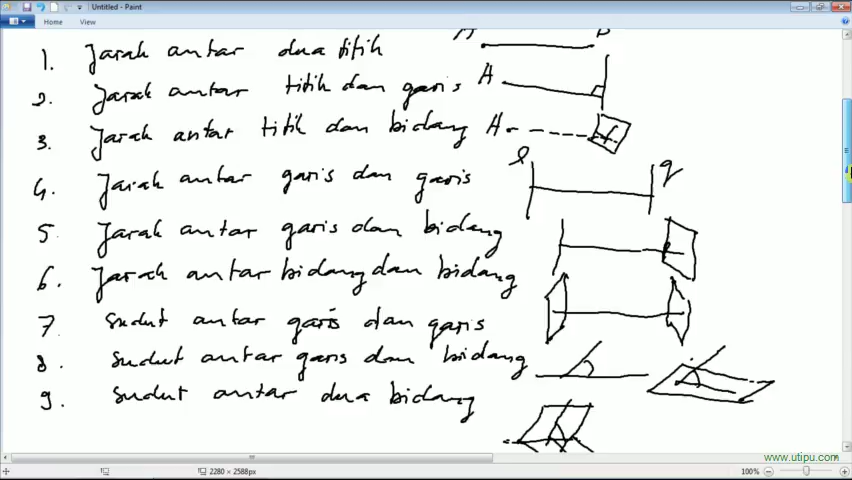 Untitled - Paint
Home View
1. Jarak antar dua titik
2. Jarak antar titik dan garis A
3. Jarak antar titik dan bidang A
4. Jarak antar garis dan garis l q
5. Jarak antar garis dan bidang
6. Jarak antar bidang dan bidang
7. sudut antar garis dan garis
8. sudut antar garis dan bidang
9. sudut antar dua bidang
www.utipu.com
2280 × 2588px 100%